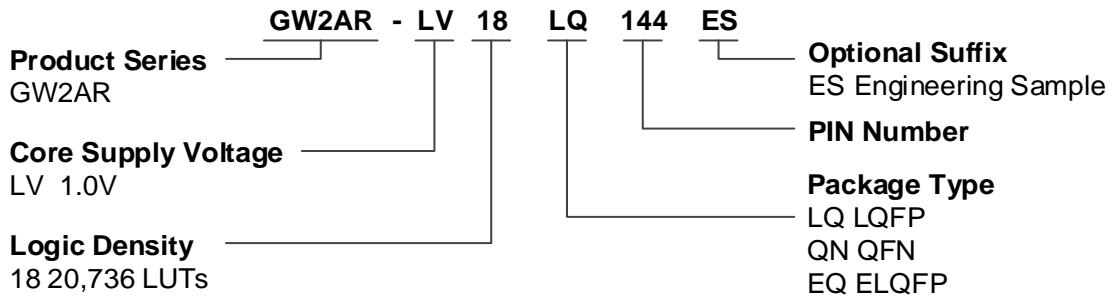 GW2AR - LV 18 LQ 144 ES
Product Series
GW2AR
Core Supply Voltage
LV 1.0V
Logic Density
18 20,736 LUTs
Optional Suffix
ES Engineering Sample
PIN Number
Package Type
LQ LQFP
QN QFN
EQ ELQFP